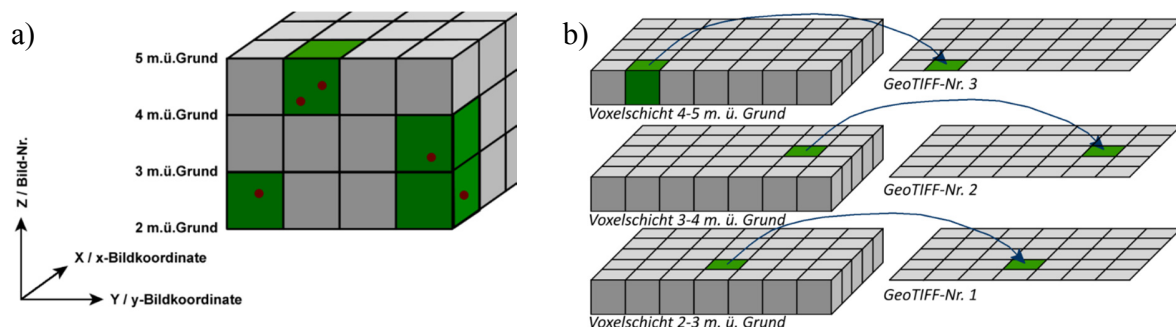 a)
5 m.ü.Grund
4 m.ü.Grund
3 m.ü.Grund
2 m.ü.Grund
Z / Bild-Nr.
X / x-Bildkoordinate
Y / y-Bildkoordinate
b)
GeoTIFF-Nr. 3
Voxelschicht 4-5 m. ü. Grund
GeoTIFF-Nr. 2
Voxelschicht 3-4 m. ü. Grund
GeoTIFF-Nr. 1
Voxelschicht 2-3 m. ü. Grund